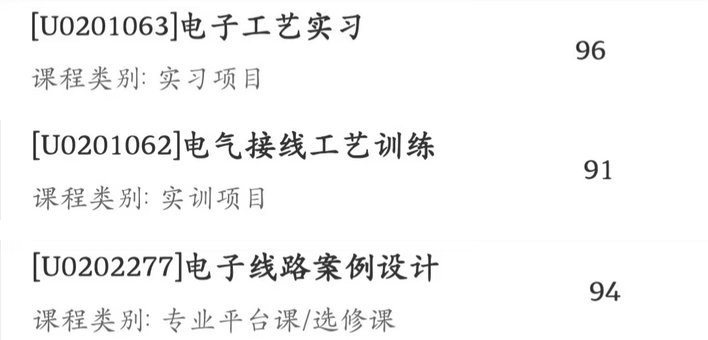 [U0201063]电子工艺实习
96
课程类别: 实习项目
[U0201062]电气接线工艺训练
91
课程类别: 实训项目
[U0202277]电子线路案例设计
94
课程类别: 专业平台课/选修课